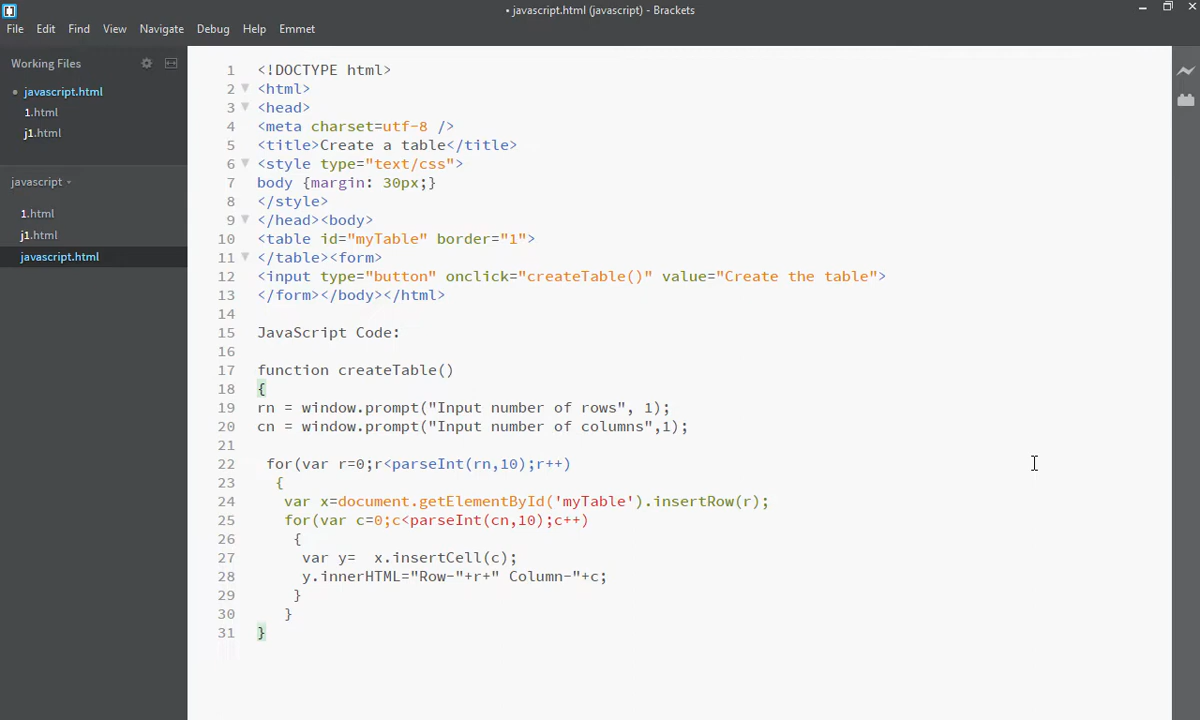 • javascript.html (javascript) - Brackets
File Edit Find View Navigate Debug Help Emmet
Working Files
• javascript.html
1.html
j1.html
javascript
1.html
j1.html
javascript.html
1 <!DOCTYPE html>
2 <html>
3 <head>
4 <meta charset=utf-8 />
5 <title>Create a table</title>
6 <style type="text/css">
7 body {margin: 30px;}
8 </style>
9 </head><body>
10 <table id="myTable" border="1">
11 </table><form>
12 <input type="button" onclick="createTable()" value="Create the table">
13 </form></body></html>
14
15 JavaScript Code:
16
17 function createTable()
18 {
19 rn = window.prompt("Input number of rows", 1);
20 cn = window.prompt("Input number of columns",1);
21
22  for(var r=0;r<parseInt(rn,10);r++)
23   {
24    var x=document.getElementById('myTable').insertRow(r);
25    for(var c=0;c<parseInt(cn,10);c++)
26     {
27      var y=  x.insertCell(c);
28      y.innerHTML="Row-"+r+" Column-"+c;
29     }
30    }
31 }